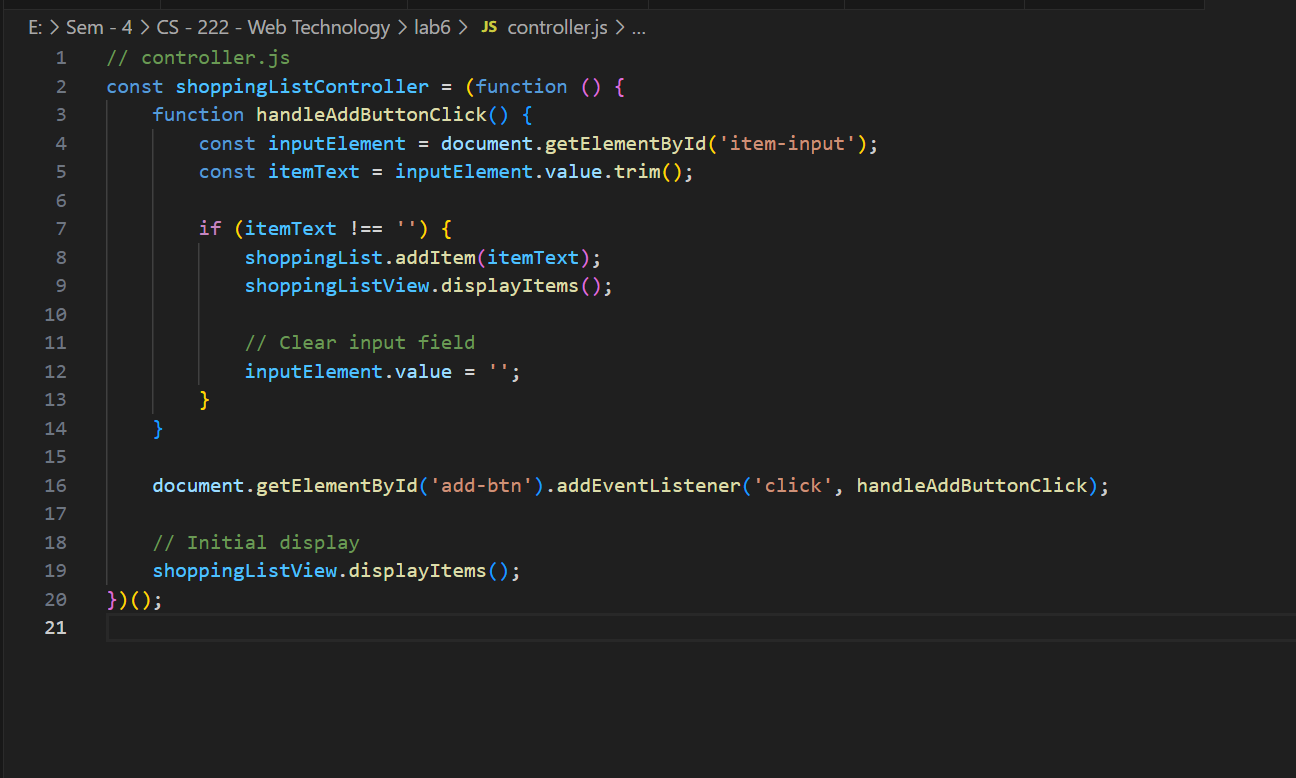 E: > Sem - 4 > CS - 222 - Web Technology > lab6 > JS controller.js > ...
1 // controller.js
2 const shoppingListController = (function () {
3     function handleAddButtonClick() {
4         const inputElement = document.getElementById('item-input');
5         const itemText = inputElement.value.trim();
6
7         if (itemText !== '') {
8             shoppingList.addItem(itemText);
9             shoppingListView.displayItems();
10
11             // Clear input field
12             inputElement.value = '';
13         }
14     }
15
16     document.getElementById('add-btn').addEventListener('click', handleAddButtonClick);
17
18     // Initial display
19     shoppingListView.displayItems();
20 })();
21